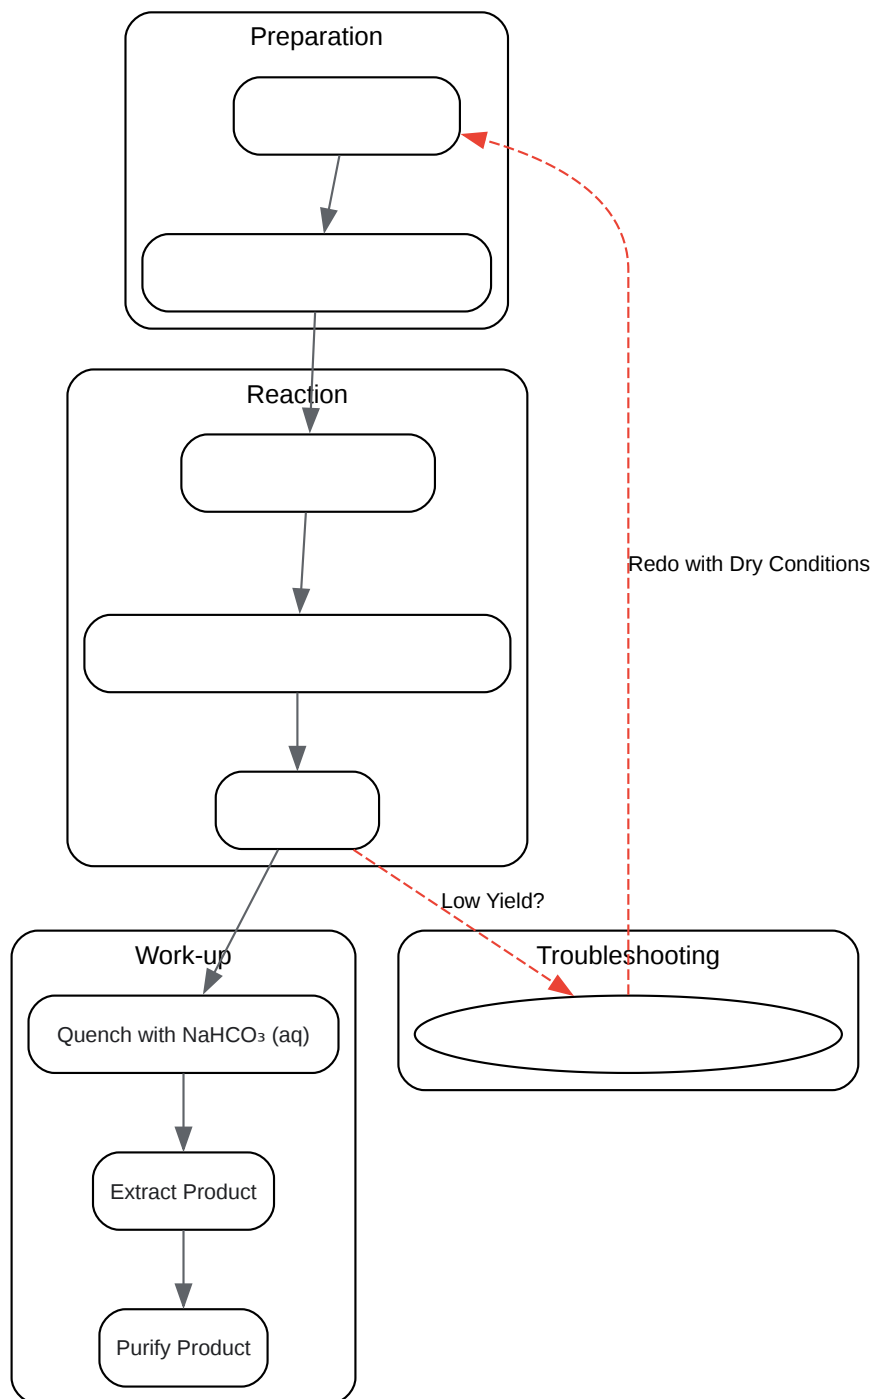 Preparation
Reaction
Redo with Dry Conditions
Low Yield?
Work-up
Troubleshooting
Quench with NaHCO₃ (aq)
Extract Product
Purify Product